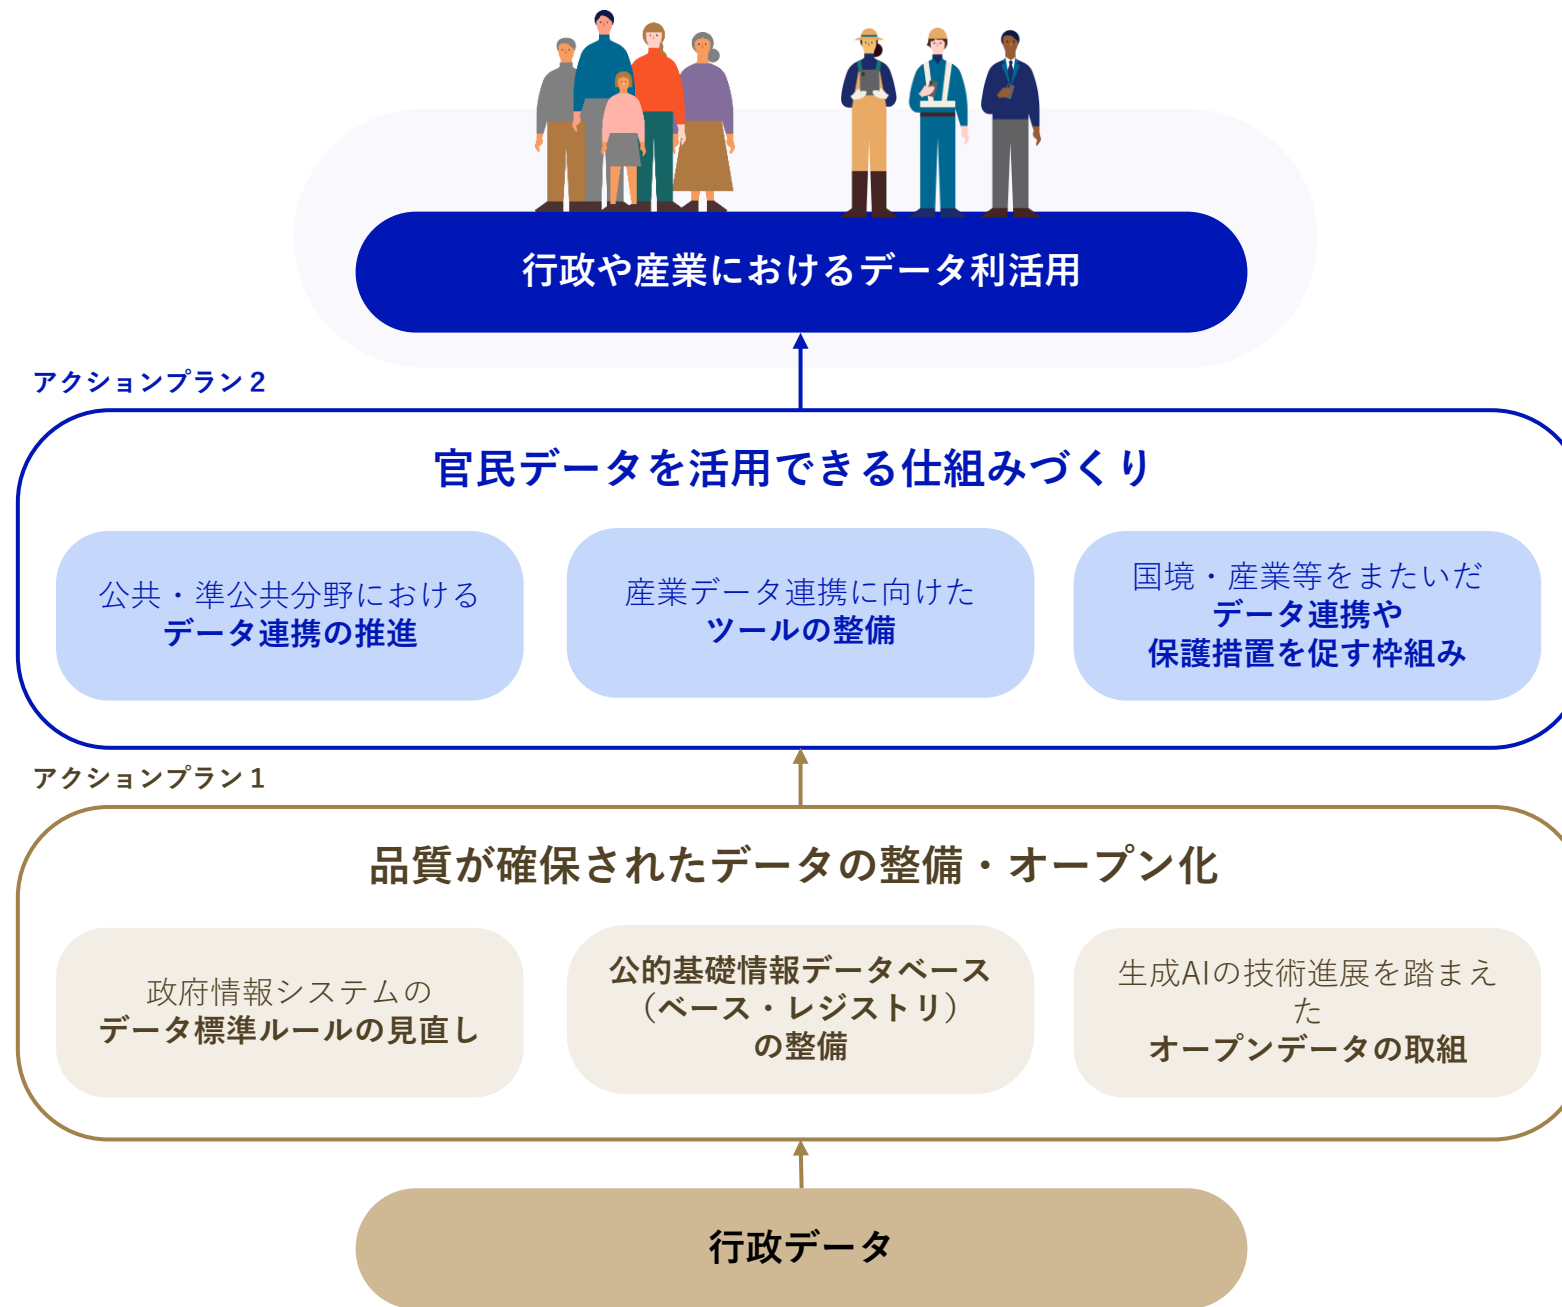 行政や産業におけるデータ利活用
アクションプラン２
官民データを活用できる仕組みづくり
公共・準公共分野における
データ連携の推進
産業データ連携に向けた
ツールの整備
国境・産業等をまたいだ
データ連携や
保護措置を促す枠組み
アクションプラン１
品質が確保されたデータの整備・オープン化
政府情報システムの
データ標準ルールの見直し
公的基礎情報データベース
（ベース・レジストリ）
の整備
生成AIの技術進展を踏まえ
た
オープンデータの取組
行政データ